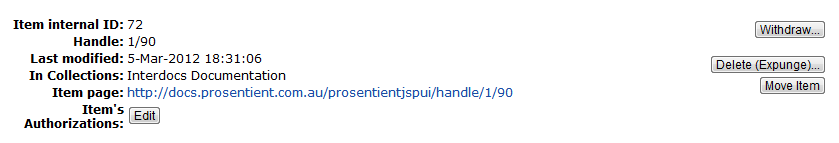 Item internal ID: 72
Withdraw...
Handle: 1/90
Last modified: 5-Mar-2012 18:31:06
Delete (Expunge)...
In Collections: Interdocs Documentation
Move Item
Item page: http://docs.prosentient.com.au/prosentientjspui/handle/1/90
Item's
Authorizations: Edit